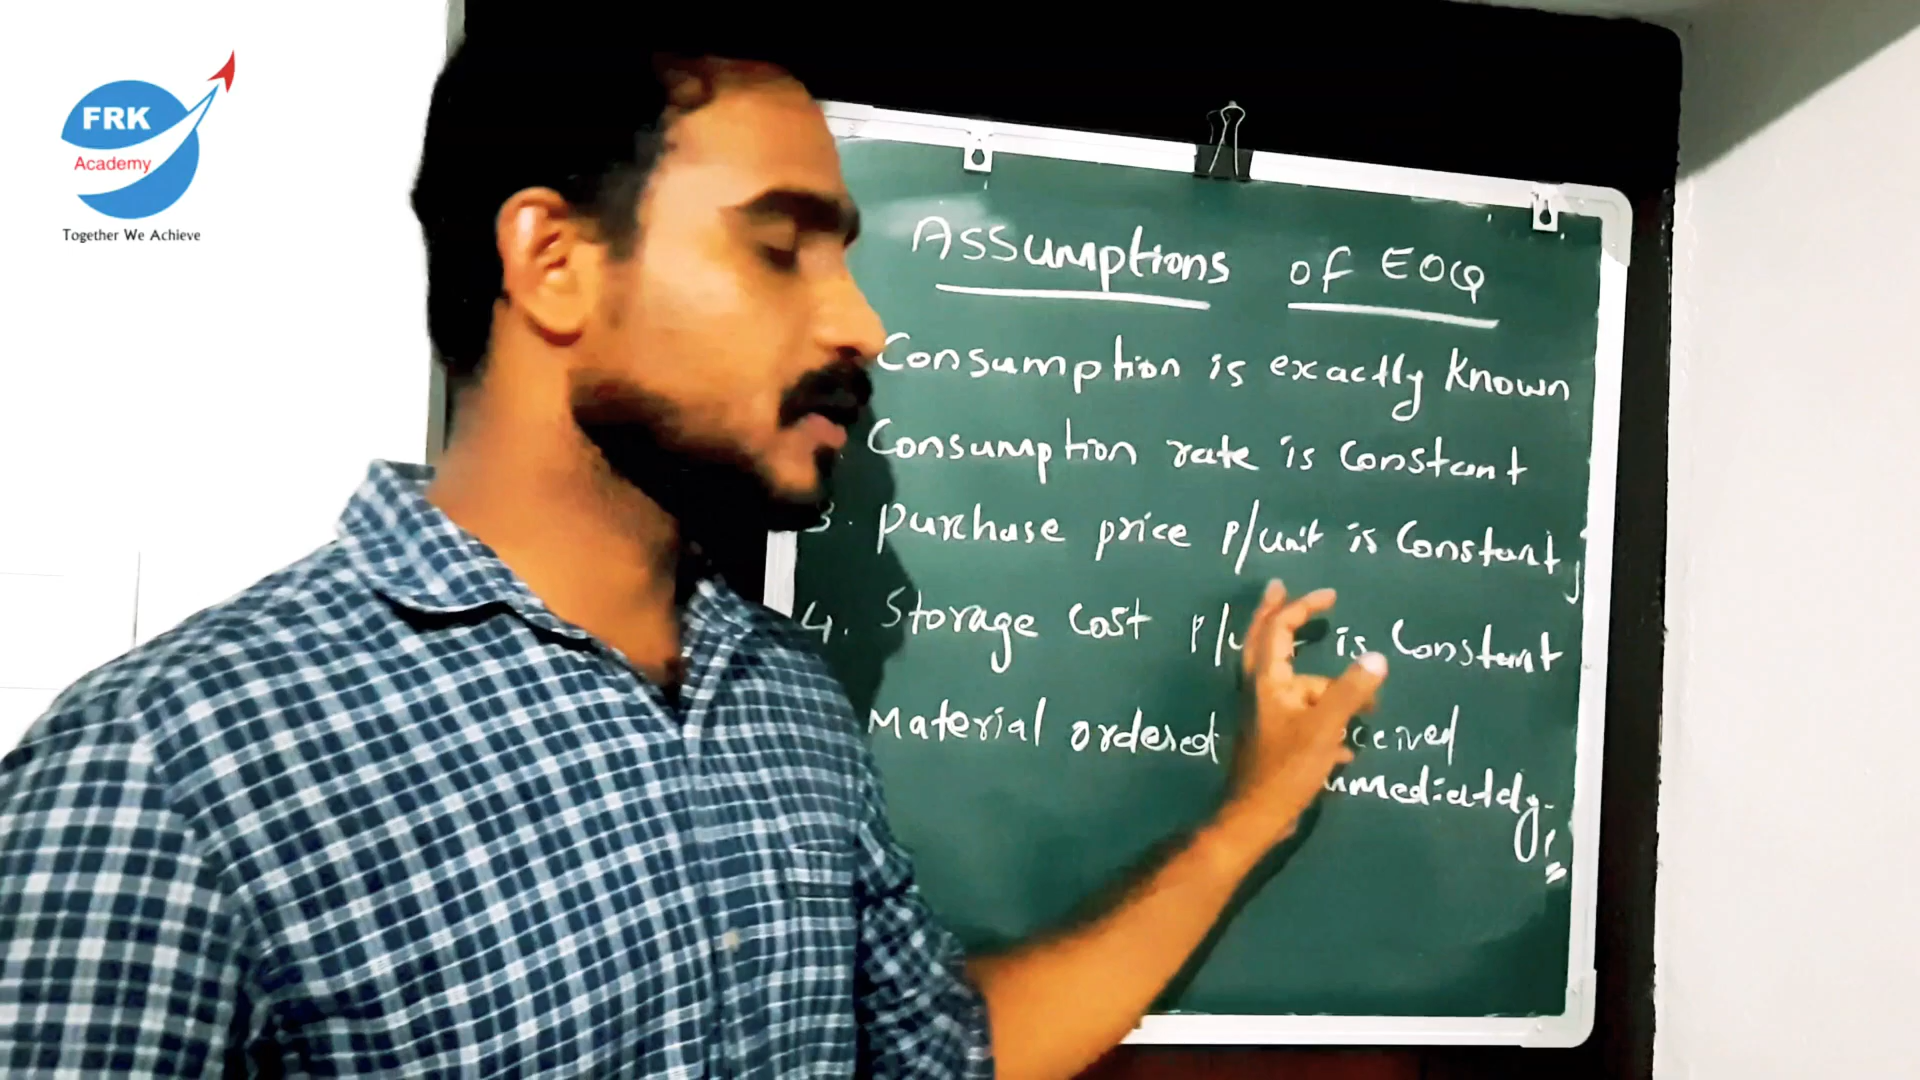 FRK
Academy
Together We Achieve
Assumptions of EOQ
Consumption is exactly known
Consumption rate is constant
3. Purchase price P/unit is constant
4. Storage cost is constant
Material ordered